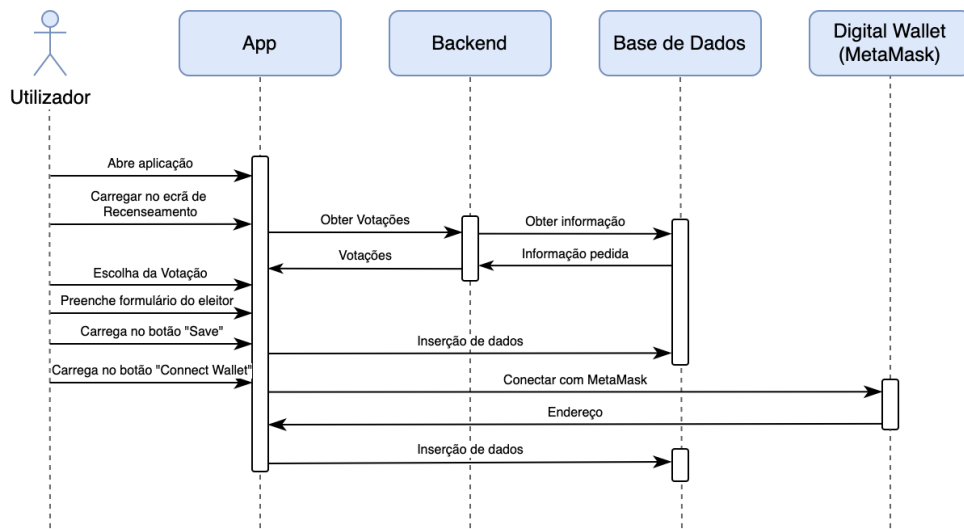 Utilizador
App
Backend
Base de Dados
Digital Wallet
(MetaMask)
Abre aplicação
Carregar no ecrã de
Recenseamento
Obter Votações
Obter informação
Votações
Informação pedida
Escolha da Votação
Preenche formulário do eleitor
Carrega no botão "Save"
Inserção de dados
Carrega no botão "Connect Wallet"
Conectar com MetaMask
Endereço
Inserção de dados